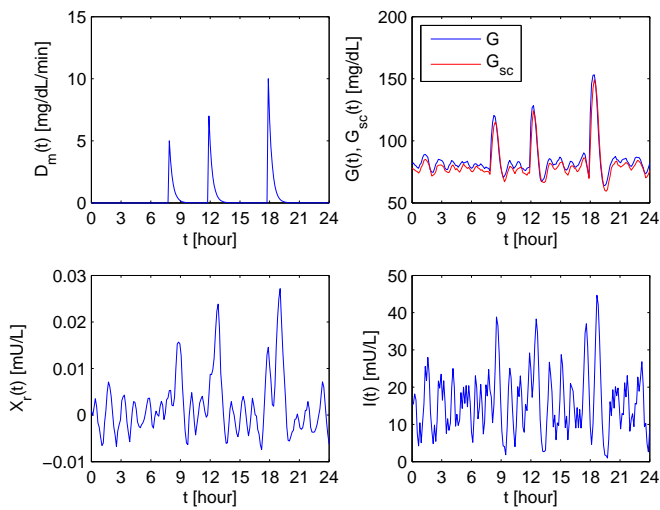 D_m(t) [mg/dL/min]
15
10
5
0
0 3 6 9 12 15 18 21 24
t [hour]
G(t), G_sc(t) [mg/dL]
200
150
100
50
G
G_sc
0 3 6 9 12 15 18 21 24
t [hour]
X_r(t) [mU/L]
0.03
0.02
0.01
0
−0.01
0 3 6 9 12 15 18 21 24
t [hour]
I(t) [mU/L]
50
40
30
20
10
0
0 3 6 9 12 15 18 21 24
t [hour]